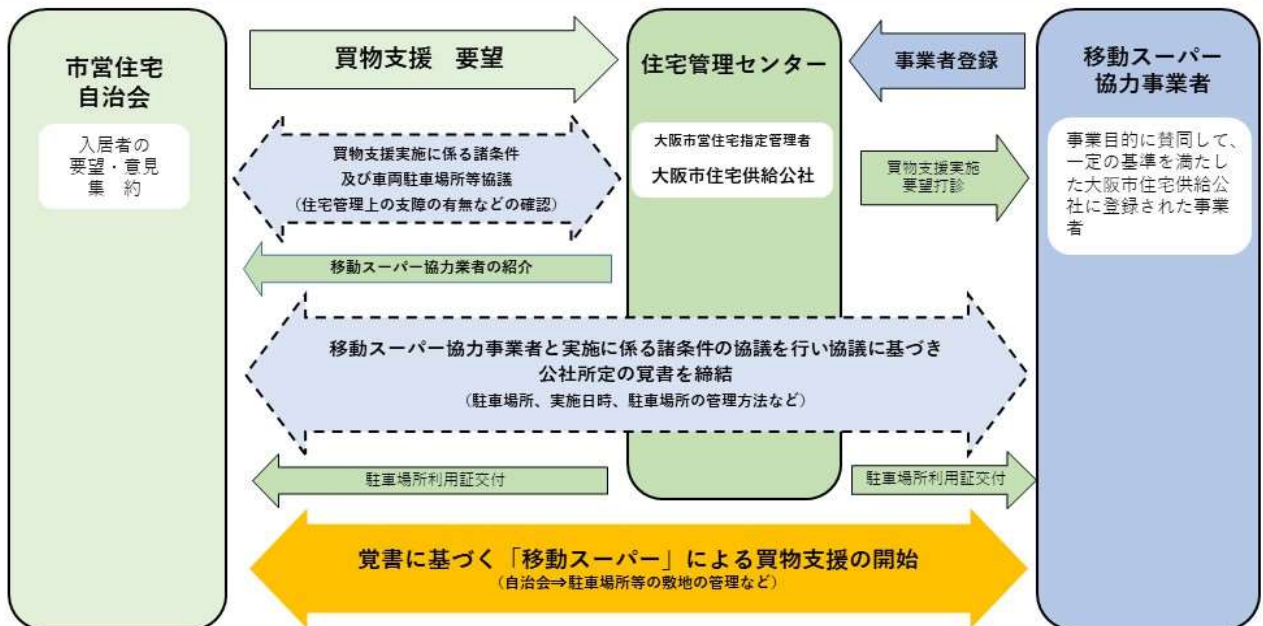 市営住宅
自治会
入居者の
要望・意見
集　約
買物支援　要望
買物支援実施に係る諸条件
及び車両駐車場所等協議
(住宅管理上の支障の有無などの確認)
移動スーパー協力業者の紹介
住宅管理センター
大阪市営住宅指定管理者
大阪市住宅供給公社
事業者登録
買物支援実施
要望打診
移動スーパー
協力事業者
事業目的に賛同して、
一定の基準を満たし
た大阪市住宅供給公
社に登録された事業
者
移動スーパー協力事業者と実施に係る諸条件の協議を行い協議に基づき
公社所定の覚書を締結
(駐車場所、実施日時、駐車場所の管理方法など)
駐車場所利用証交付
駐車場所利用証交付
覚書に基づく「移動スーパー」による買物支援の開始
(自治会⇒駐車場所等の敷地の管理など)